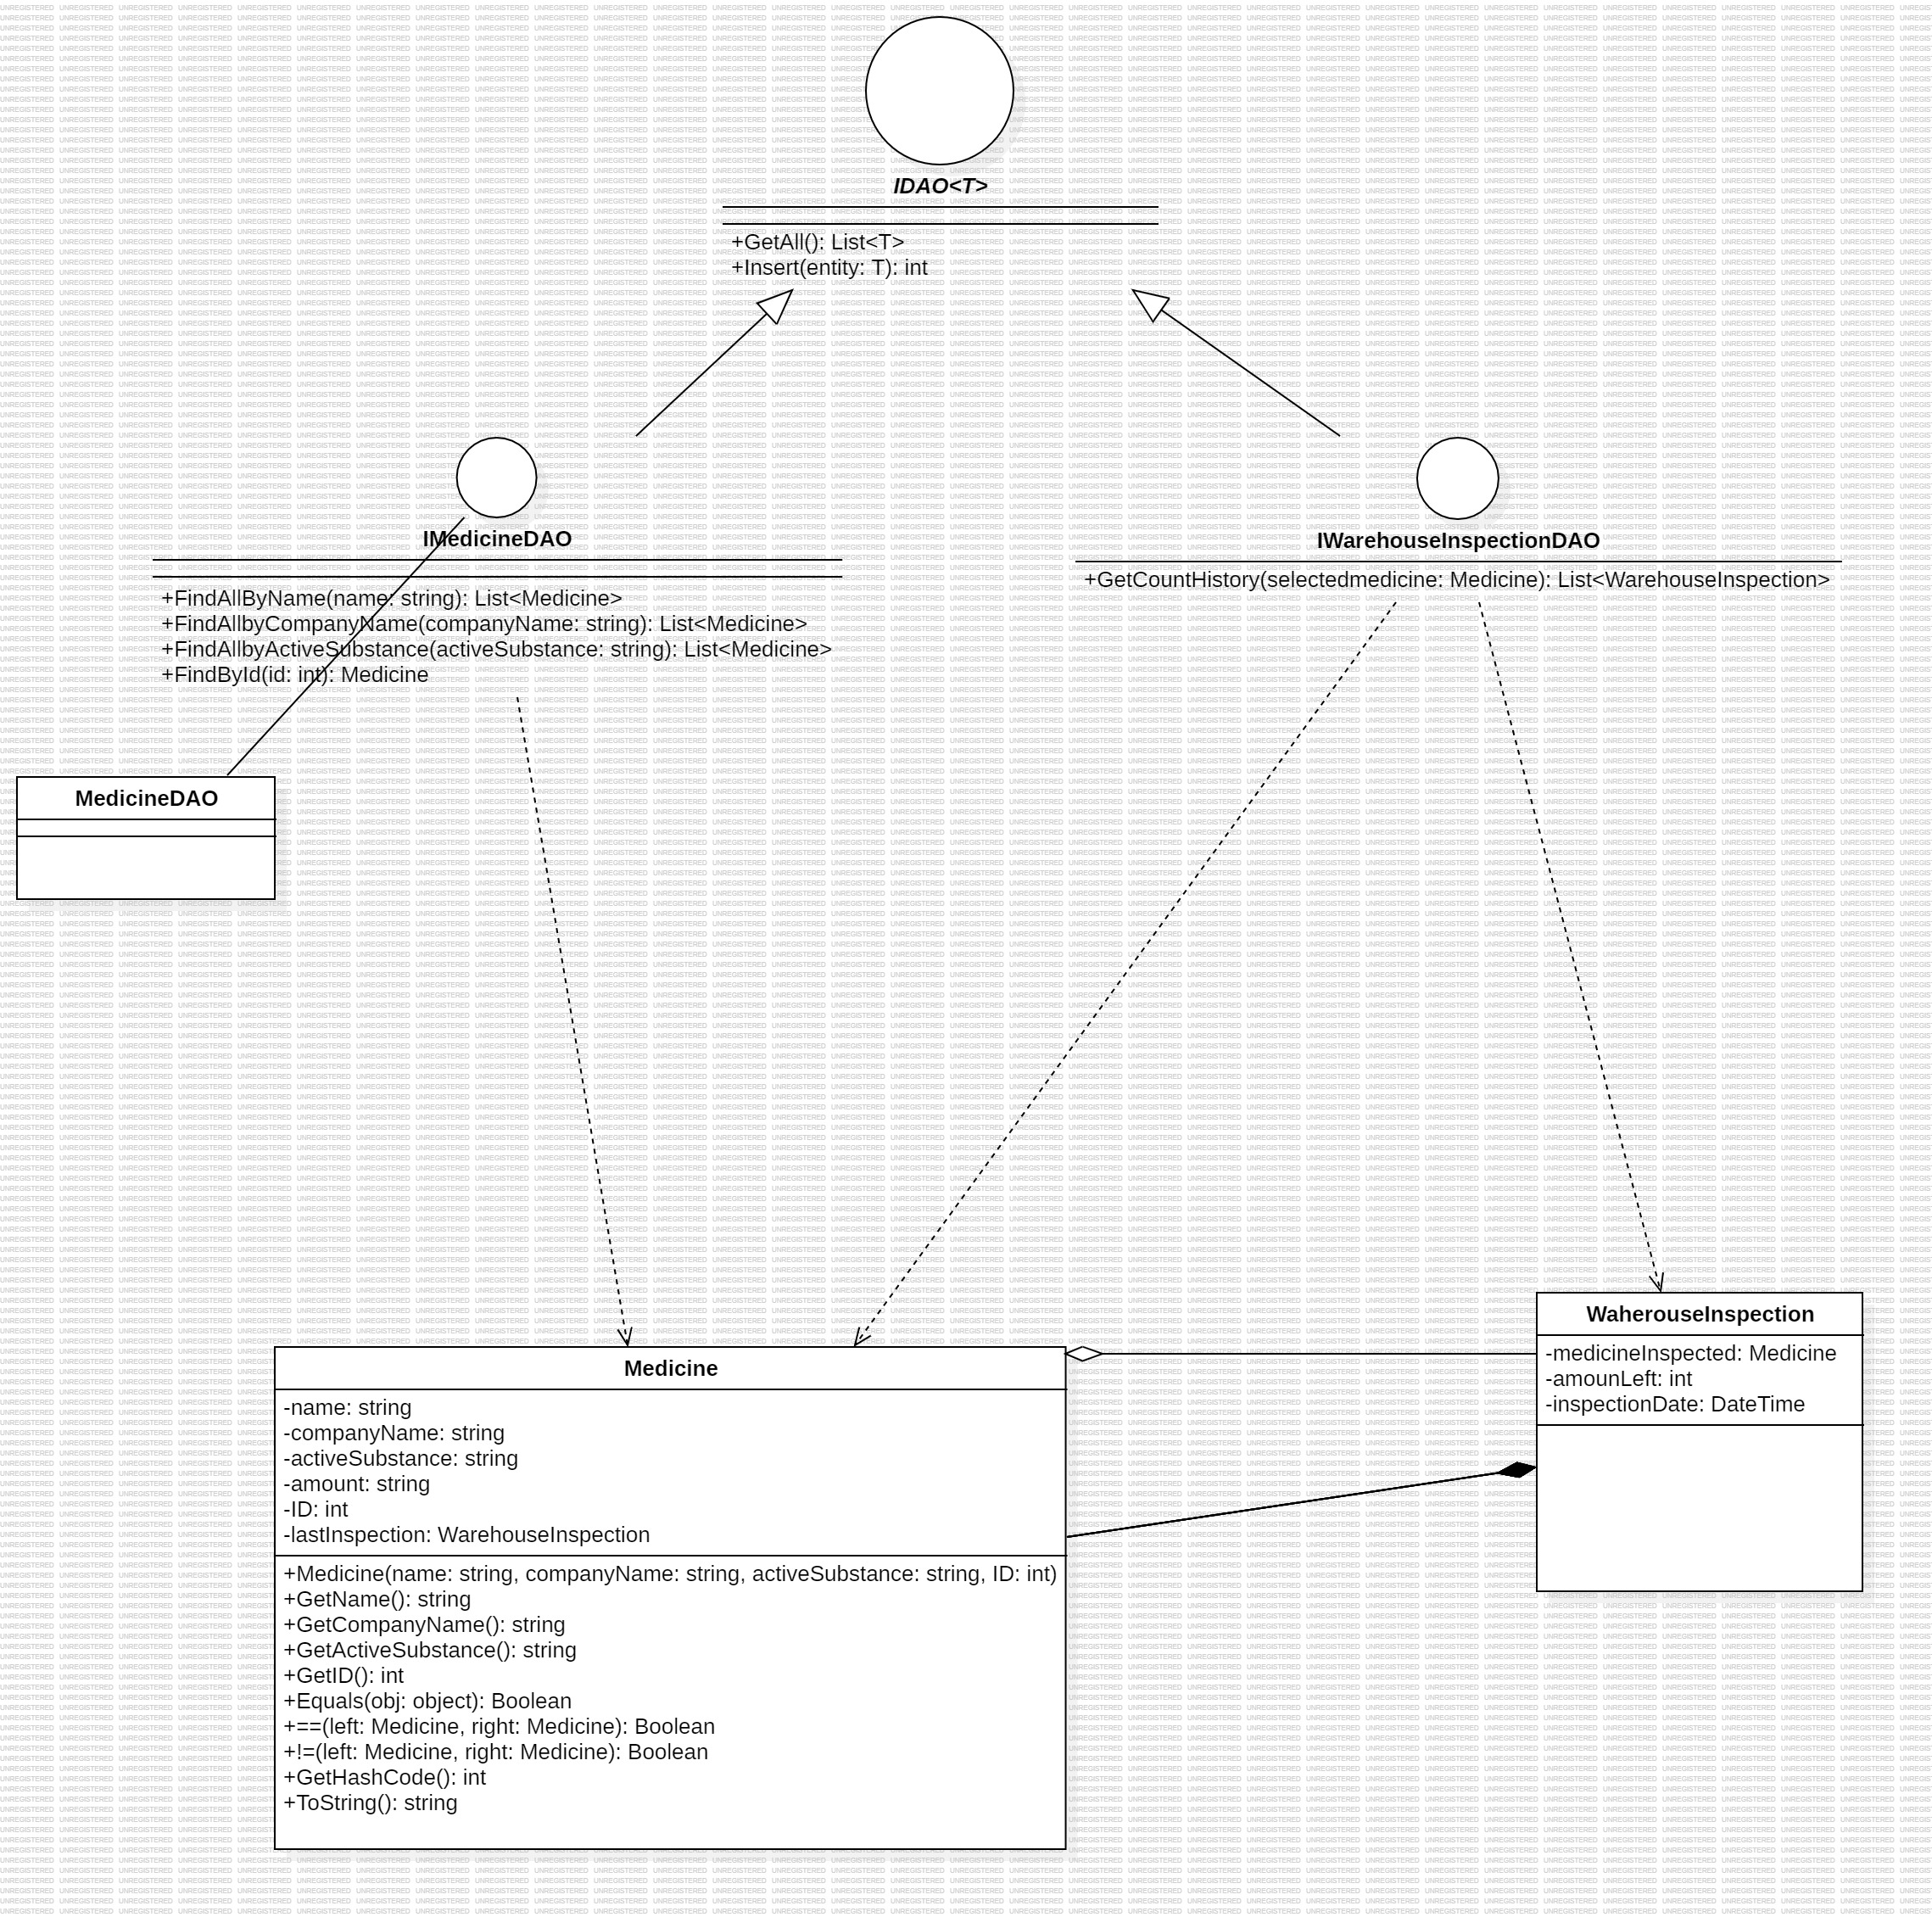 IDAO<T>
+GetAll(): List<T>
+Insert(entity: T): int
IMedicineDAO
+FindAllByName(name: string): List<Medicine>
+FindAllbyCompanyName(companyName: string): List<Medicine>
+FindAllbyActiveSubstance(activeSubstance: string): List<Medicine>
+FindById(id: int): Medicine
IWarehouseInspectionDAO
+GetCountHistory(selectedmedicine: Medicine): List<WarehouseInspection>
MedicineDAO
WaherouseInspection
-medicineInspected: Medicine
-amounLeft: int
-inspectionDate: DateTime
Medicine
-name: string
-companyName: string
-activeSubstance: string
-amount: string
-ID: int
-lastInspection: WarehouseInspection
+Medicine(name: string, companyName: string, activeSubstance: string, ID: int)
+GetName(): string
+GetCompanyName(): string
+GetActiveSubstance(): string
+GetID(): int
+Equals(obj: object): Boolean
+==(left: Medicine, right: Medicine): Boolean
+!=(left: Medicine, right: Medicine): Boolean
+GetHashCode(): int
+ToString(): string
UNREGISTERED